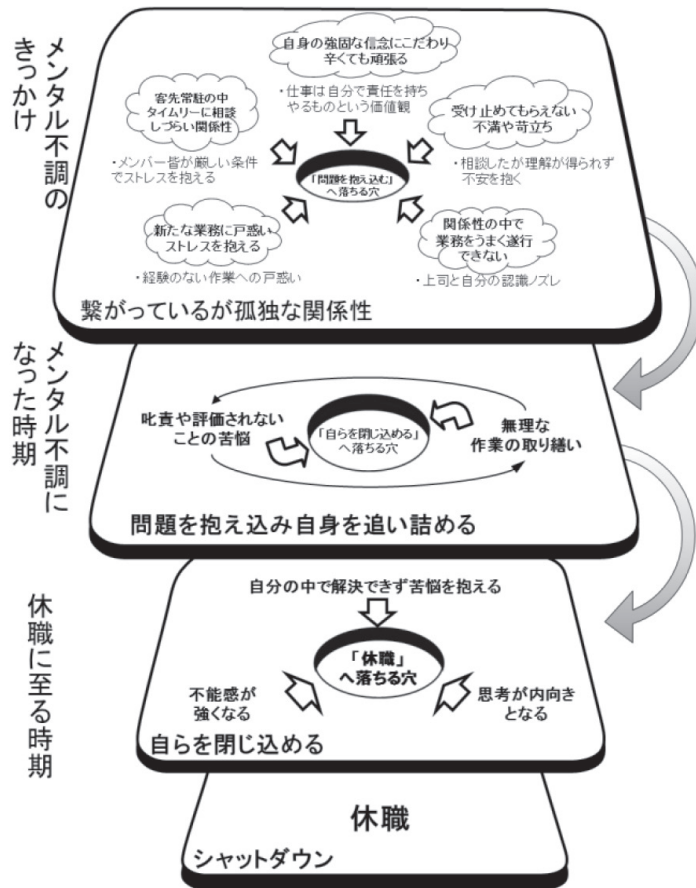 メンタル不調の
きっかけ
自身の強固な信念にこだわり
辛くても頑張る
・仕事は自分で責任を持ち
やるものという価値観
客先常駐の中
タイムリーに相談
しづらい関係性
・メンバー皆が厳しい条件
でストレスを抱える
受け止めてもらえない
不満や苛立ち
・相談したが理解が得られず
不安を抱く
「問題を抱え込む」
へ落ちる穴
新たな業務に戸惑い
ストレスを抱える
・経験のない作業への戸惑い
関係性の中で
業務をうまく遂行
できない
・上司と自分の認識ノズレ
繋がっているが孤独な関係性
メンタル不調に
なった時期
叱責や評価されない
ことの苦悩
「自らを閉じ込める」
へ落ちる穴
無理な
作業の取り繕い
問題を抱え込み自身を追い詰める
休職に至る時期
自分の中で解決できず苦悩を抱える
「休職」
へ落ちる穴
不能感が
強くなる
思考が内向き
となる
自らを閉じ込める
休職
シャットダウン